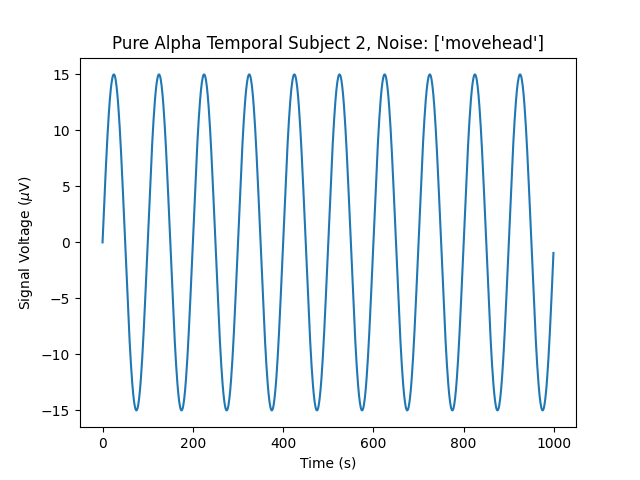 Pure Alpha Temporal Subject 2, Noise: ['movehead']
15
10
5
0
−5
−10
−15
Signal Voltage (μV)
0 200 400 600 800 1000
Time (s)